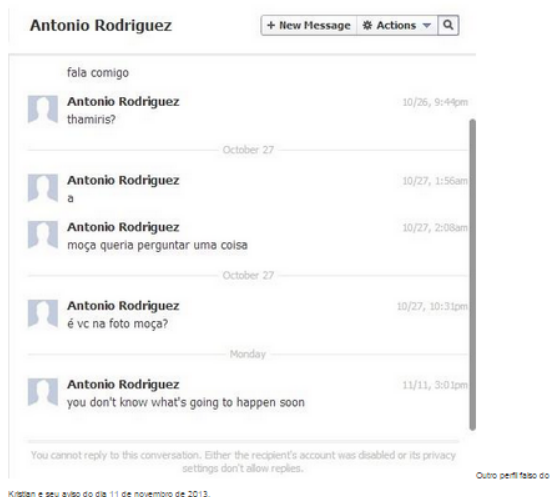 Antonio Rodriguez
+ New Message
Actions
fala comigo
Antonio Rodriguez 10/26, 9:44pm
thamiris?
October 27
Antonio Rodriguez 10/27, 1:56am
a
Antonio Rodriguez 10/27, 2:08am
moça queria perguntar uma coisa
October 27
Antonio Rodriguez 10/27, 10:31pm
é vc na foto moça?
Monday
Antonio Rodriguez 11/11, 3:01pm
you don't know what's going to happen soon
You cannot reply to this conversation. Either the recipient's account was disabled or its privacy
settings don't allow replies.
Outro perfil falso do
Kristian e seu aviso do dia 11 de novembro de 2013.